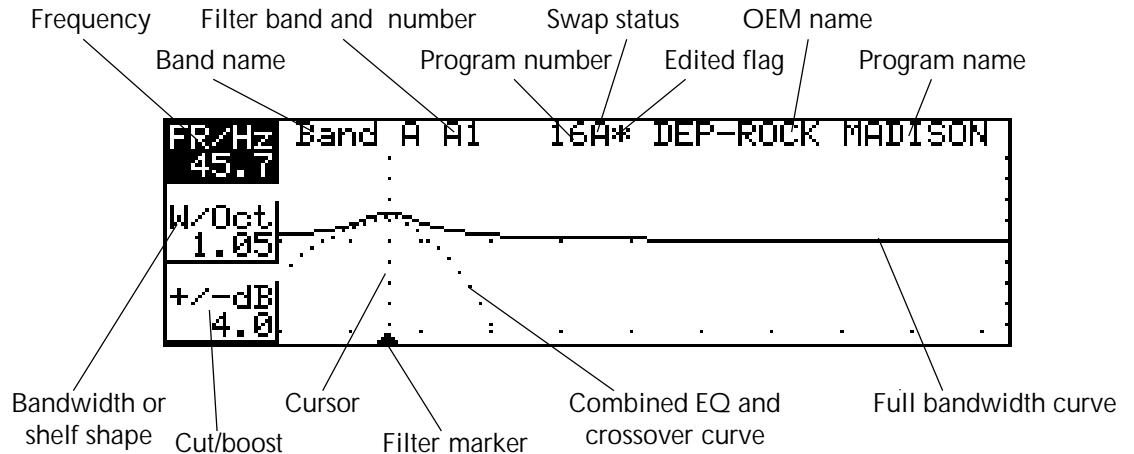 Frequency Filter band and number Swap status OEM name
Band name Program number Edited flag Program name
FR/Hz Band A A1 16A* DEP-ROCK MADISON
45.7
W/Oct
1.05
+/-dB
4.0
Bandwidth or Cursor Combined EQ and Full bandwidth curve
shelf shape Cut/boost Filter marker crossover curve